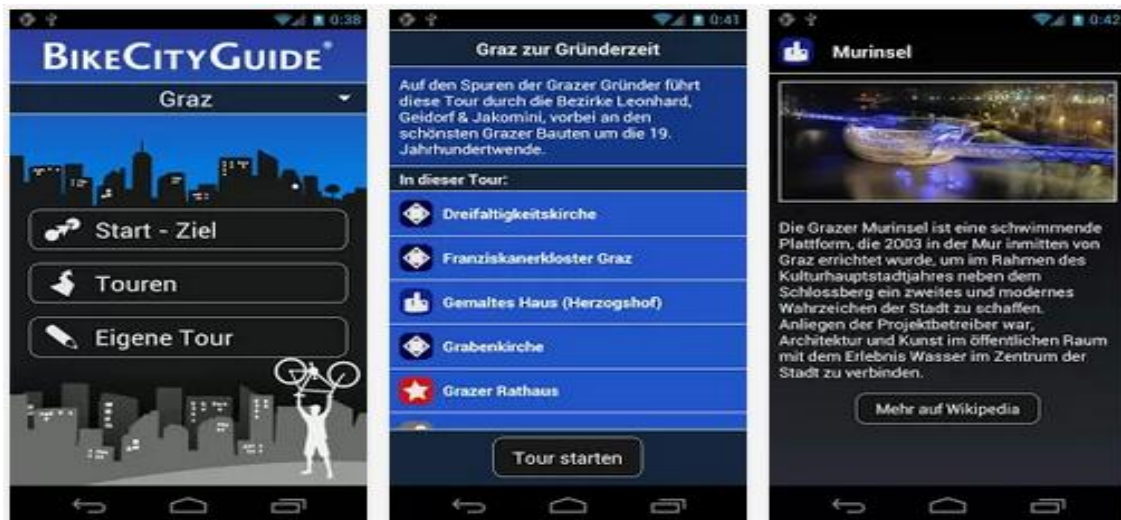 0:38
BIKECITYGUIDE®
Graz
Start - Ziel
Touren
Eigene Tour
0:41
Graz zur Gründerzeit
Auf den Spuren der Grazer Gründer führt
diese Tour durch die Bezirke Leonhard,
Geidorf & Jakomini, vorbei an den
schönsten Grazer Bauten um die 19.
Jahrhundertwende.
In dieser Tour:
Dreifaltigkeitskirche
Franziskanerkloster Graz
Gemaltes Haus (Herzogshof)
Grabenkirche
Grazer Rathaus
Tour starten
0:42
Murinsel
Die Grazer Murinsel ist eine schwimmende
Plattform, die 2003 in der Mur inmitten von
Graz errichtet wurde, um im Rahmen des
Kulturhauptstadtjahres neben dem
Schlossberg ein zweites und modernes
Wahrzeichen der Stadt zu schaffen.
Anliegen der Projektbetreiber war,
Architektur und Kunst im öffentlichen Raum
mit dem Erlebnis Wasser im Zentrum der
Stadt zu verbinden.
Mehr auf Wikipedia